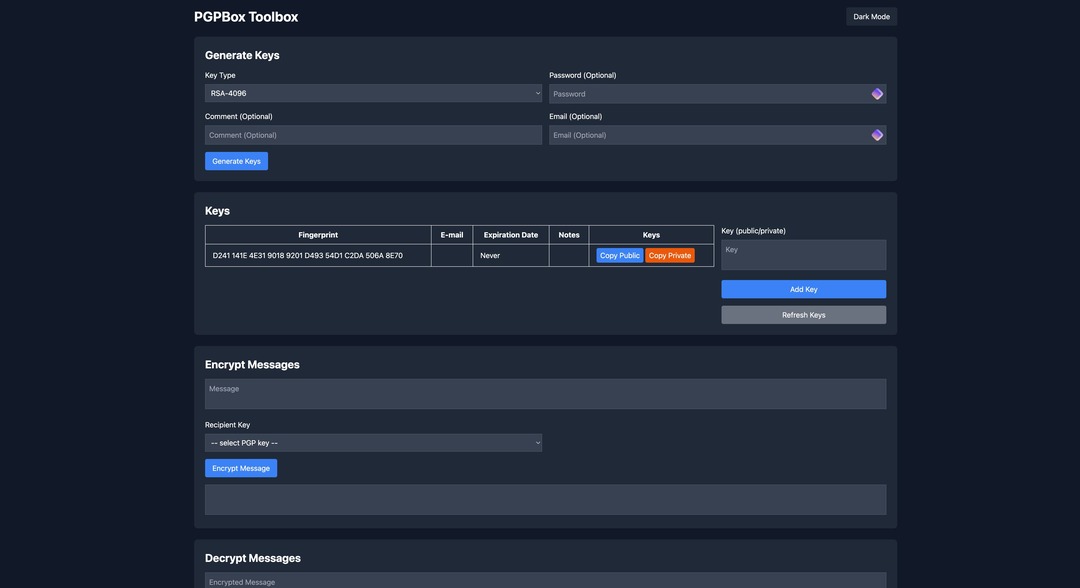 PGPBox Toolbox
Dark Mode
Generate Keys
Key Type
Password (Optional)
RSA-4096
Password
Comment (Optional)
Email (Optional)
Comment (Optional)
Email (Optional)
Generate Keys
Keys
Fingerprint E-mail Expiration Date Notes Keys
D241 141E 4E31 9018 9201 D493 54D1 C2DA 506A 8E70 Never Copy Public Copy Private
Key (public/private)
Key
Add Key
Refresh Keys
Encrypt Messages
Message
Recipient Key
-- select PGP key --
Encrypt Message
Decrypt Messages
Encrypted Message